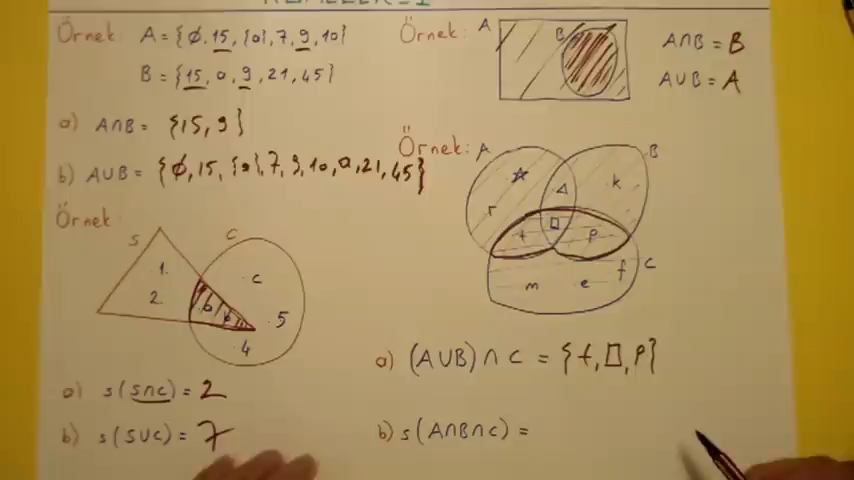 Örnek: A = {∅, 15, {0}, 7, 9, 10}
B = {15, 0, 9, 21, 45}
a) A∩B = {15, 9}
b) A∪B = {∅, 15, {0}, 7, 9, 10, 0, 21, 45}
Örnek:
S
C
1.
2.
b
c
5
4
a) s(S∩C) = 2
b) s(S∪C) = 7
Örnek:
A
B
A∩B = B
A∪B = A
Örnek:
A
B
☆
△
k
r
□
t
p
f
C
m
e
a) (A∪B)∩C = {t, □, p}
b) s(A∩B∩C) =